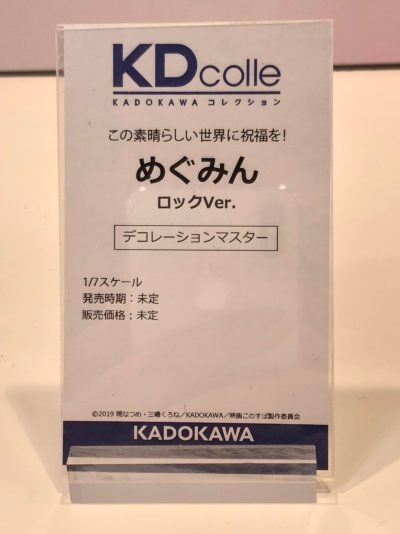 KDcolle
KADOKAWA コレクション
この素晴らしい世界に祝福を!
めぐみん
ロックVer.
デコレーションマスター
1/7スケール
発売時期：未定
販売価格：未定
©2019 暁なつめ・三嶋くろね/KADOKAWA/映画このすば製作委員会
KADOKAWA